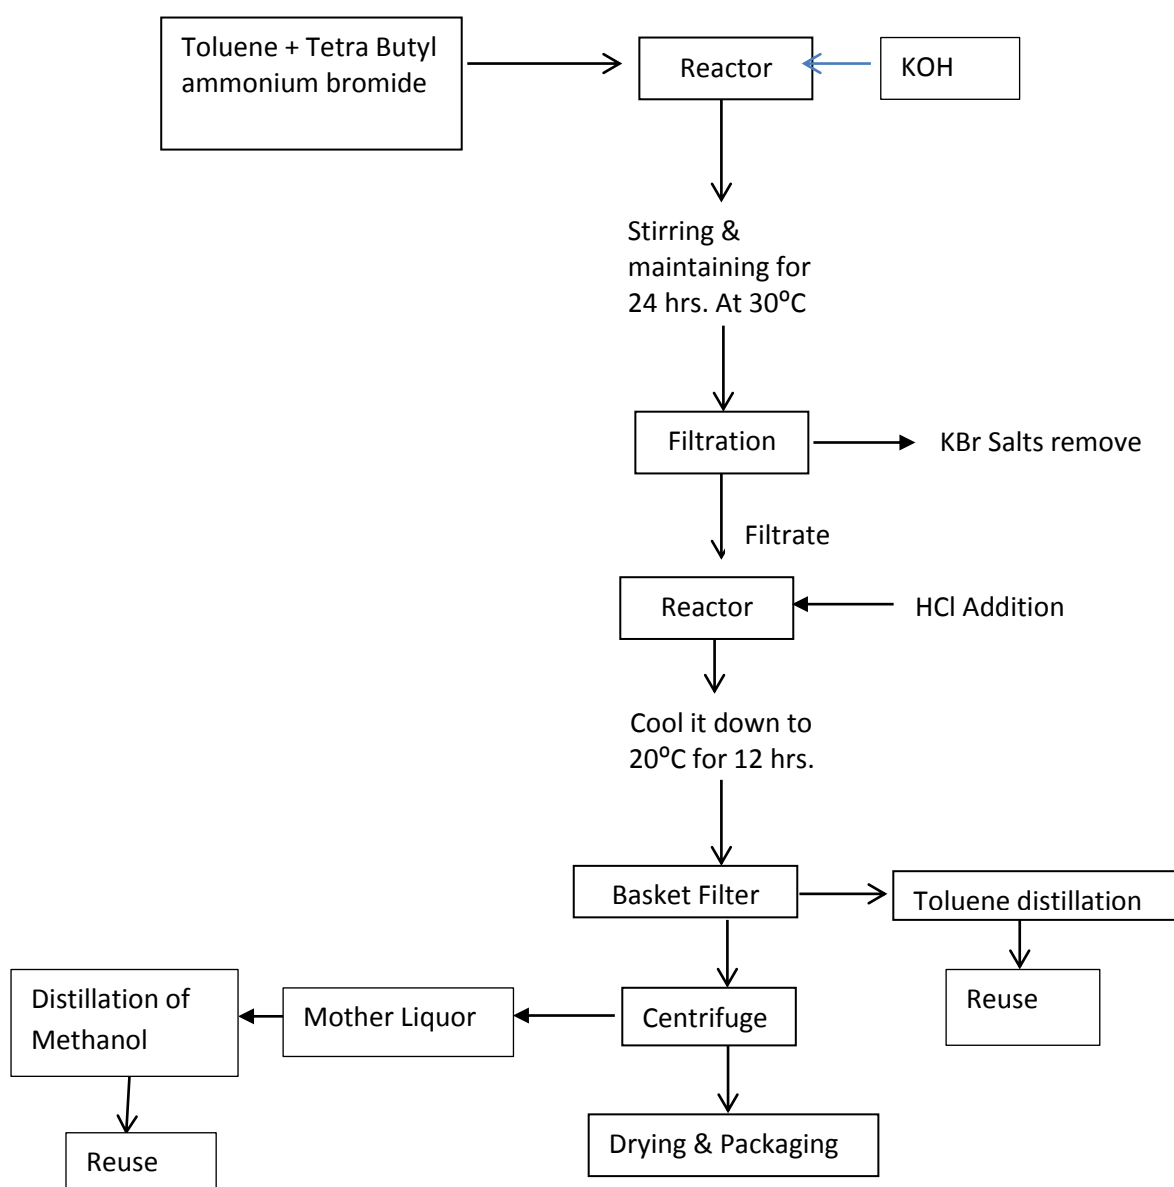 Toluene + Tetra Butyl
ammonium bromide
Reactor
KOH
Stirring &
maintaining for
24 hrs. At 30⁰C
Filtration
KBr Salts remove
Filtrate
Reactor
HCl Addition
Cool it down to
20⁰C for 12 hrs.
Basket Filter
Toluene distillation
Reuse
Centrifuge
Mother Liquor
Distillation of
Methanol
Reuse
Drying & Packaging